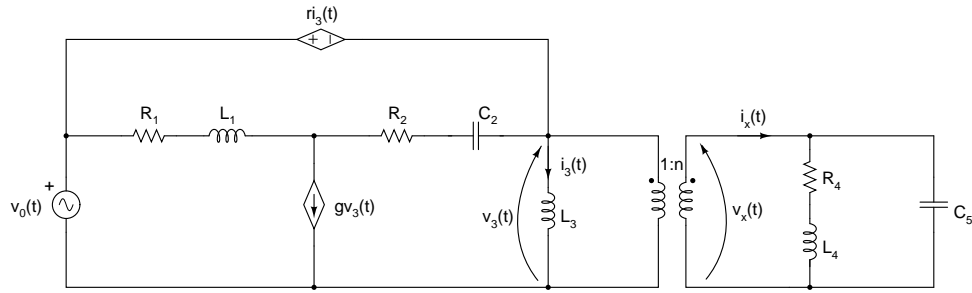 ri₃(t)
+ −
R₁
L₁
R₂
C₂
i₃(t)
1:n
iₓ(t)
+
v₀(t)
gv₃(t)
v₃(t)
L₃
vₓ(t)
R₄
L₄
C₅